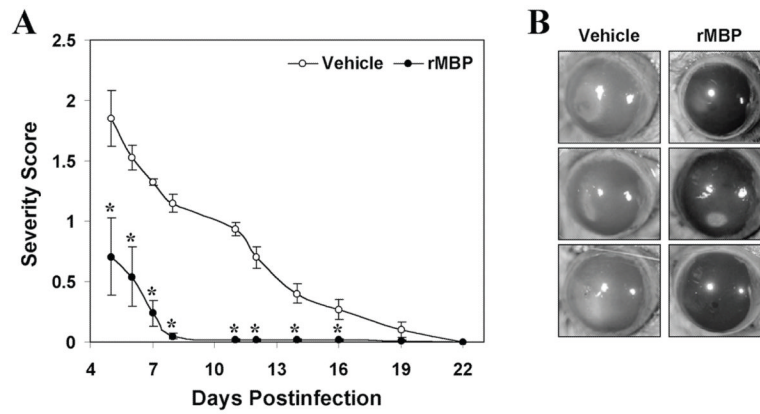 A
B
2.5
2
1.5
1
0.5
0
Severity Score
Vehicle rMBP
*
*
*
*
* * * *
4 7 10 13 16 19 22
Days Postinfection
Vehicle rMBP